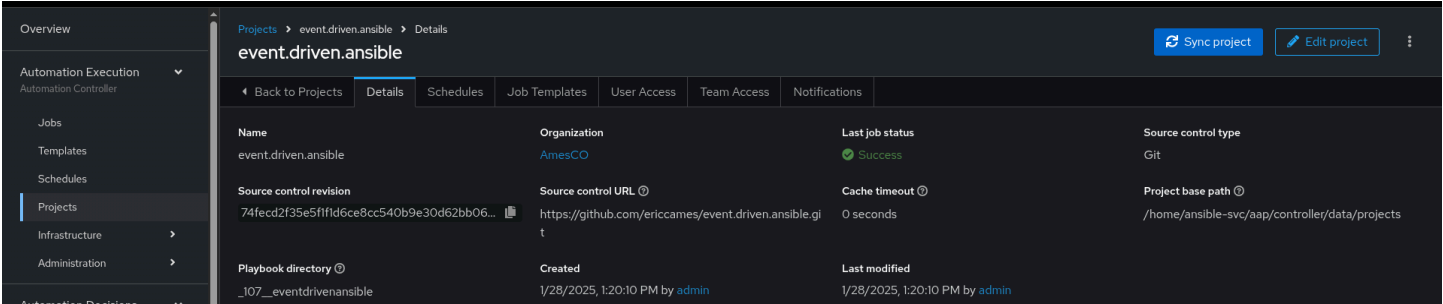 Overview
Automation Execution
Automation Controller
Jobs
Templates
Schedules
Projects
Infrastructure
Administration
Automation Decisions
Projects > event.driven.ansible > Details
event.driven.ansible
Sync project
Edit project
Back to Projects
Details
Schedules
Job Templates
User Access
Team Access
Notifications
Name
event.driven.ansible
Organization
AmesCO
Last job status
Success
Source control type
Git
Source control revision
74fecd2f35e5f1f1d6ce8cc540b9e30d62bb06...
Source control URL
https://github.com/ericcames/event.driven.ansible.gi
t
Cache timeout
0 seconds
Project base path
/home/ansible-svc/aap/controller/data/projects
Playbook directory
_107__eventdrivenansible
Created
1/28/2025, 1:20:10 PM by admin
Last modified
1/28/2025, 1:20:10 PM by admin